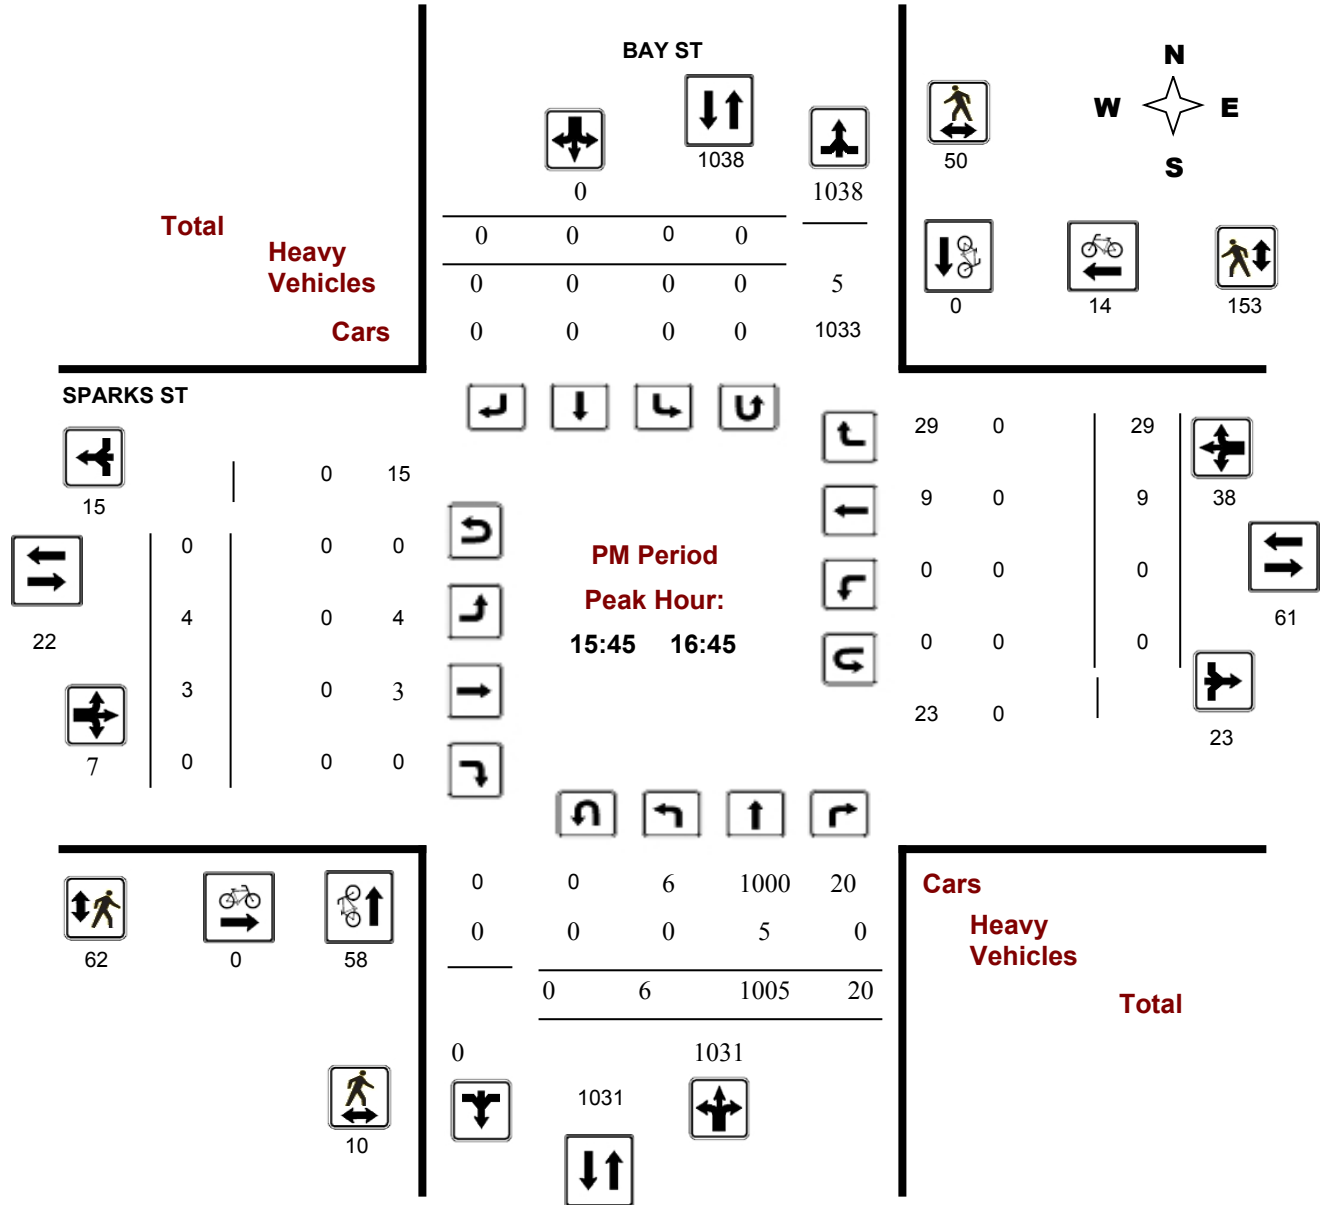 BAY ST
N
W E
S
1038
50
0
1038
Total
0 0 0 0
Heavy
Vehicles
0 0 0 0 5
Cars
0 0 0 0 1033
0 14 153
SPARKS ST
29 0 29
0 15
15
38
9 0 9
0 0 0
PM Period
0 0 0
4 0 4
Peak Hour:
61
22
15:45 16:45
0 0 0
3 0 3
23 0
23
7
0 0 0
0 0 6 1000 20
Cars
0 0 0 5 0
Heavy
Vehicles
62 0 58
0 6 1005 20
Total
0 1031
1031
10